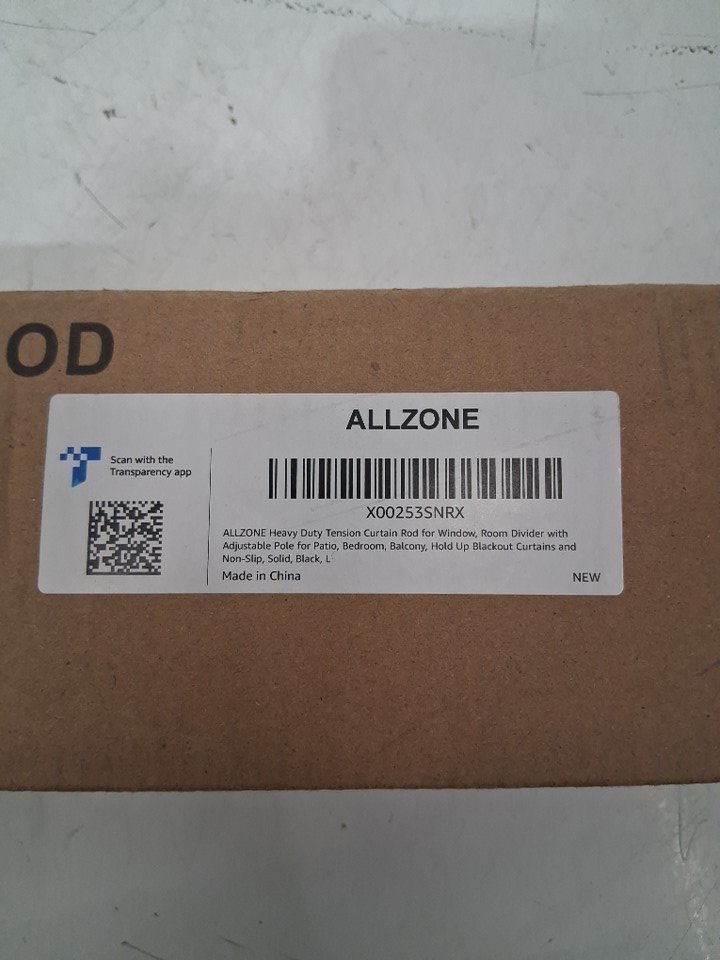 OD
ALLZONE
Scan with the
Transparency app
X00253SNRX
ALLZONE Heavy Duty Tension Curtain Rod for Window, Room Divider with
Adjustable Pole for Patio, Bedroom, Balcony, Hold Up Blackout Curtains and
Non-Slip, Solid, Black, L
Made in China
NEW